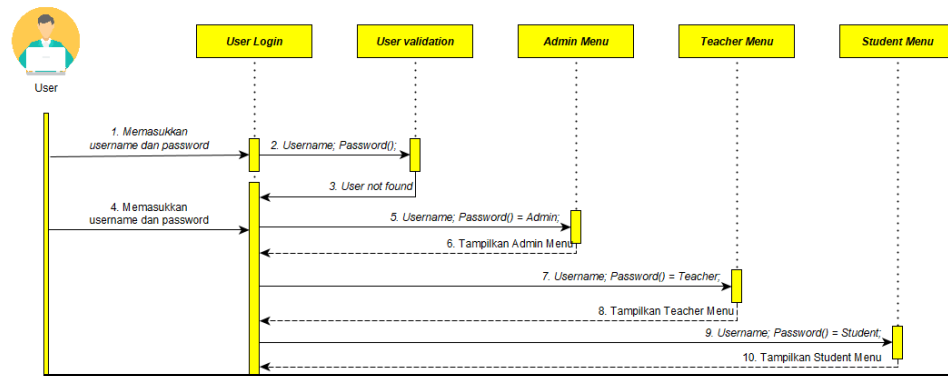 User Login
User validation
Admin Menu
Teacher Menu
Student Menu
User
1. Memasukkan
username dan password
2. Username; Password();
3. User not found
4. Memasukkan
username dan password
5. Username; Password() = Admin;
6. Tampilkan Admin Menu
7. Username; Password() = Teacher;
8. Tampilkan Teacher Menu
9. Username; Password() = Student;
10. Tampilkan Student Menu